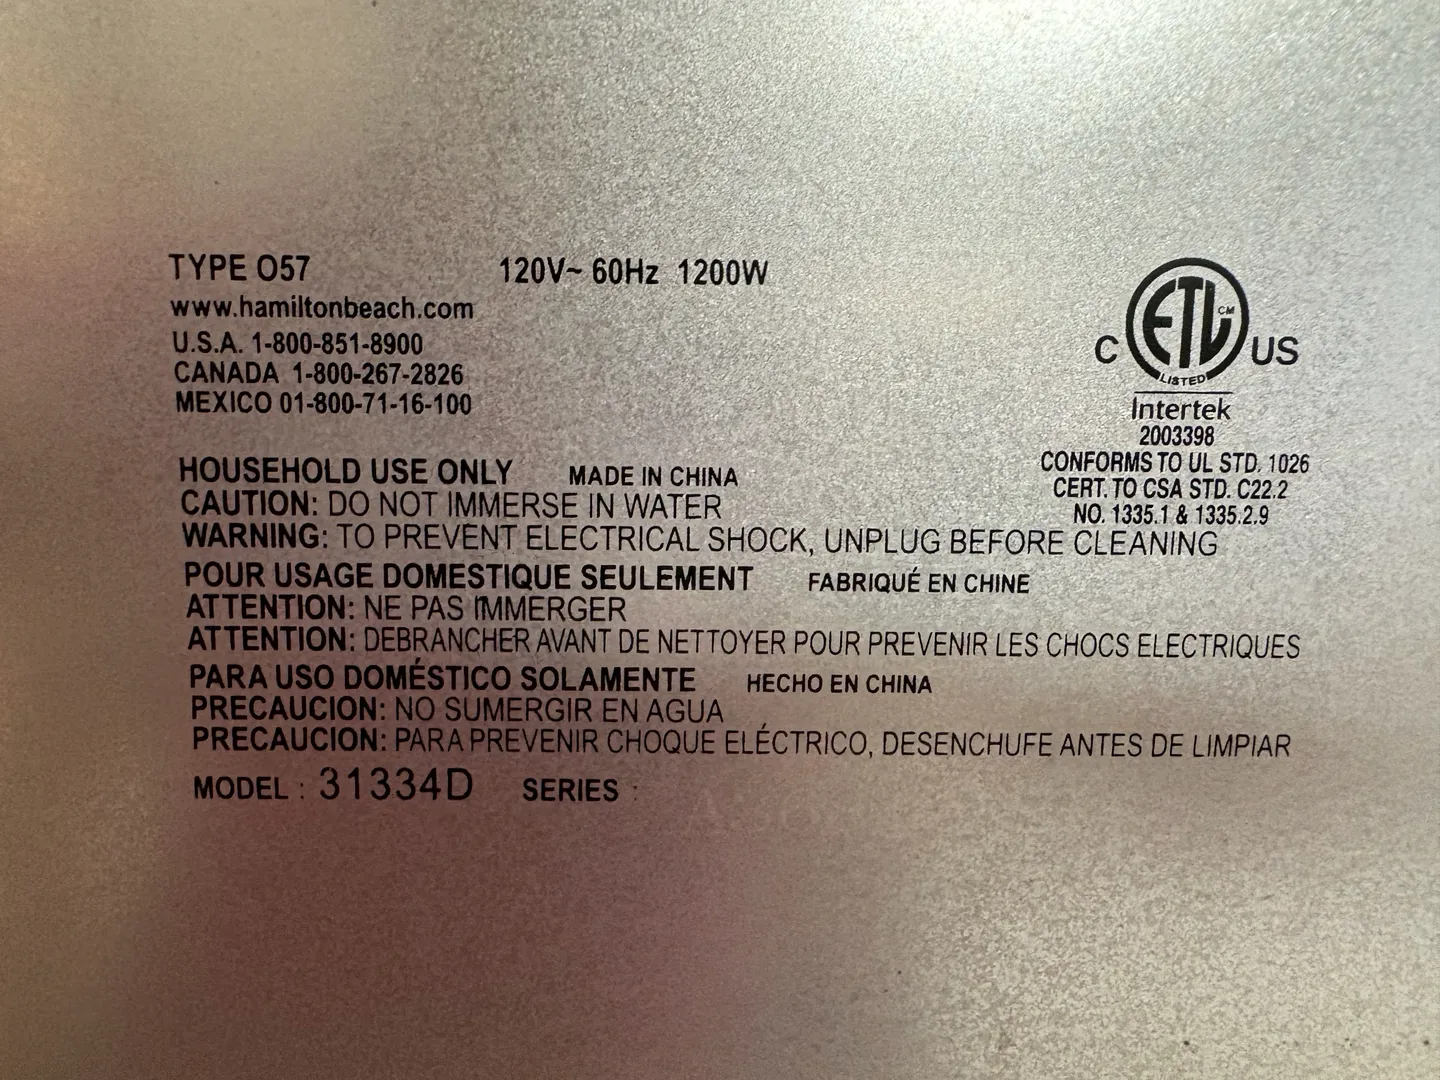 TYPE O57 120V~ 60Hz 1200W
www.hamiltonbeach.com
U.S.A. 1-800-851-8900
CANADA 1-800-267-2826
MEXICO 01-800-71-16-100
C ETL CM US
LISTED
Intertek
2003398
CONFORMS TO UL STD. 1026
CERT. TO CSA STD. C22.2
NO. 1335.1 & 1335.2.9
HOUSEHOLD USE ONLY MADE IN CHINA
CAUTION: DO NOT IMMERSE IN WATER
WARNING: TO PREVENT ELECTRICAL SHOCK, UNPLUG BEFORE CLEANING
POUR USAGE DOMESTIQUE SEULEMENT FABRIQUÉ EN CHINE
ATTENTION: NE PAS IMMERGER
ATTENTION: DEBRANCHER AVANT DE NETTOYER POUR PREVENIR LES CHOCS ELECTRIQUES
PARA USO DOMÉSTICO SOLAMENTE HECHO EN CHINA
PRECAUCION: NO SUMERGIR EN AGUA
PRECAUCION: PARA PREVENIR CHOQUE ELÉCTRICO, DESENCHUFE ANTES DE LIMPIAR
MODEL : 31334D SERIES :